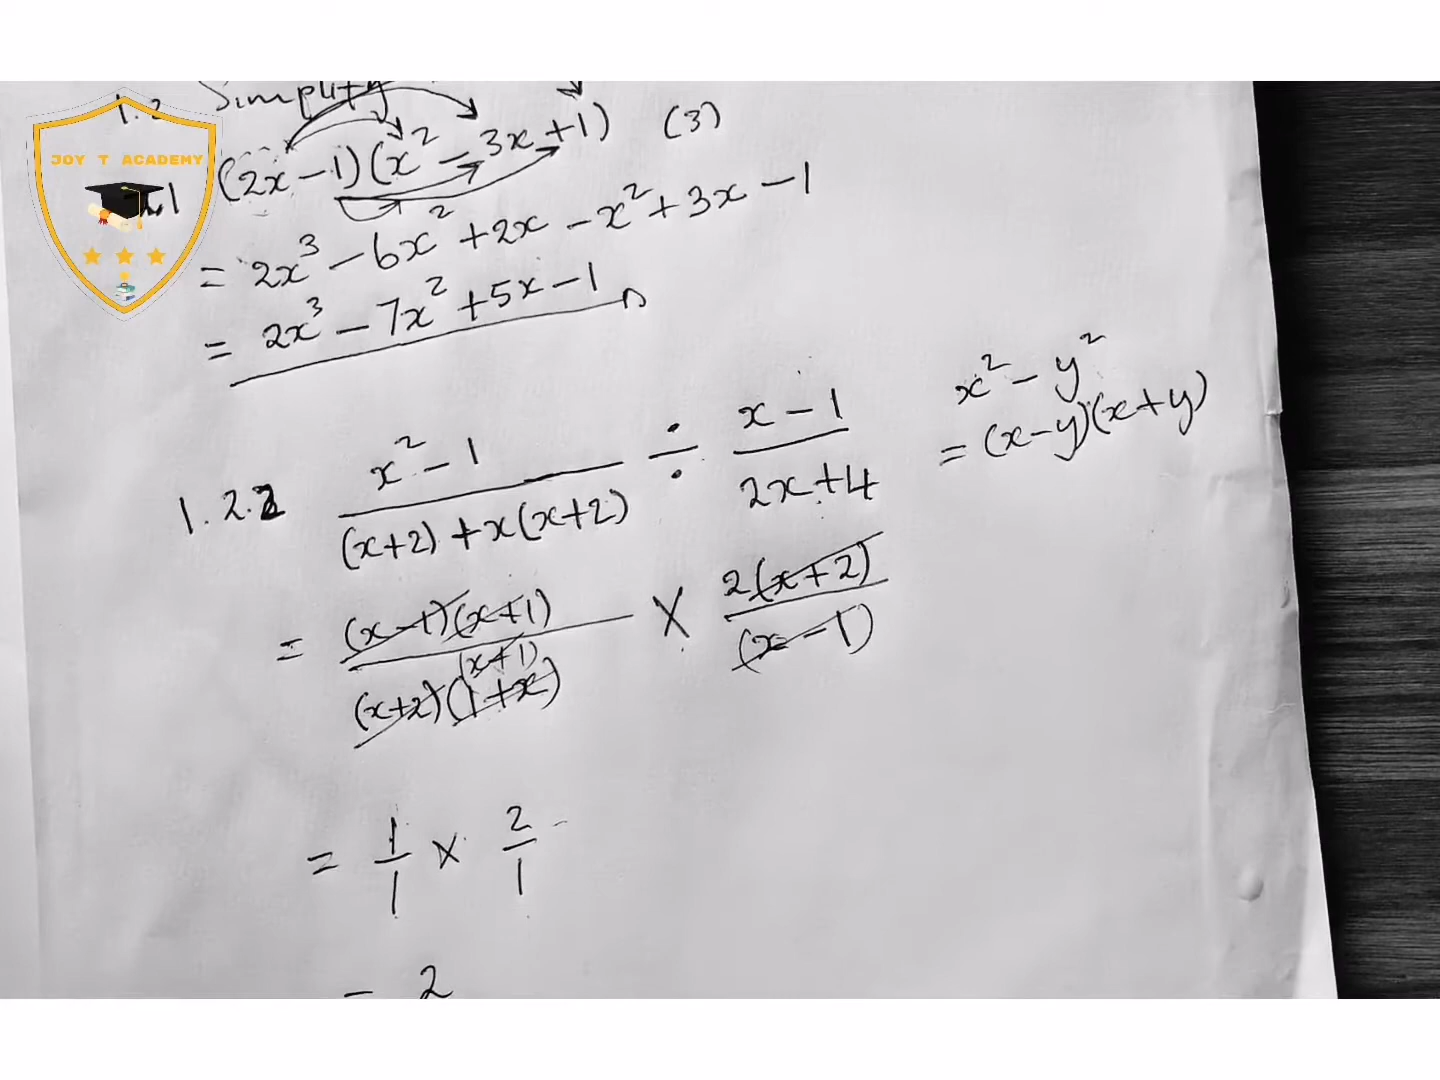 1.2 Simplify
JOY T ACADEMY
(2x-1)(x² - 3x+1) (3)
= 2x³ - 6x² + 2x - x² + 3x - 1
= 2x³ - 7x² + 5x - 1
x² - y²
= (x-y)(x+y)
1.2.2 x² - 1 / (x+2) + x(x+2) ÷ x - 1 / 2x+4
= (x-1)(x+1) / (x+2)(1+x) (x+1) × 2(x+2) / (x-1)
= 1/1 × 2/1
= 2